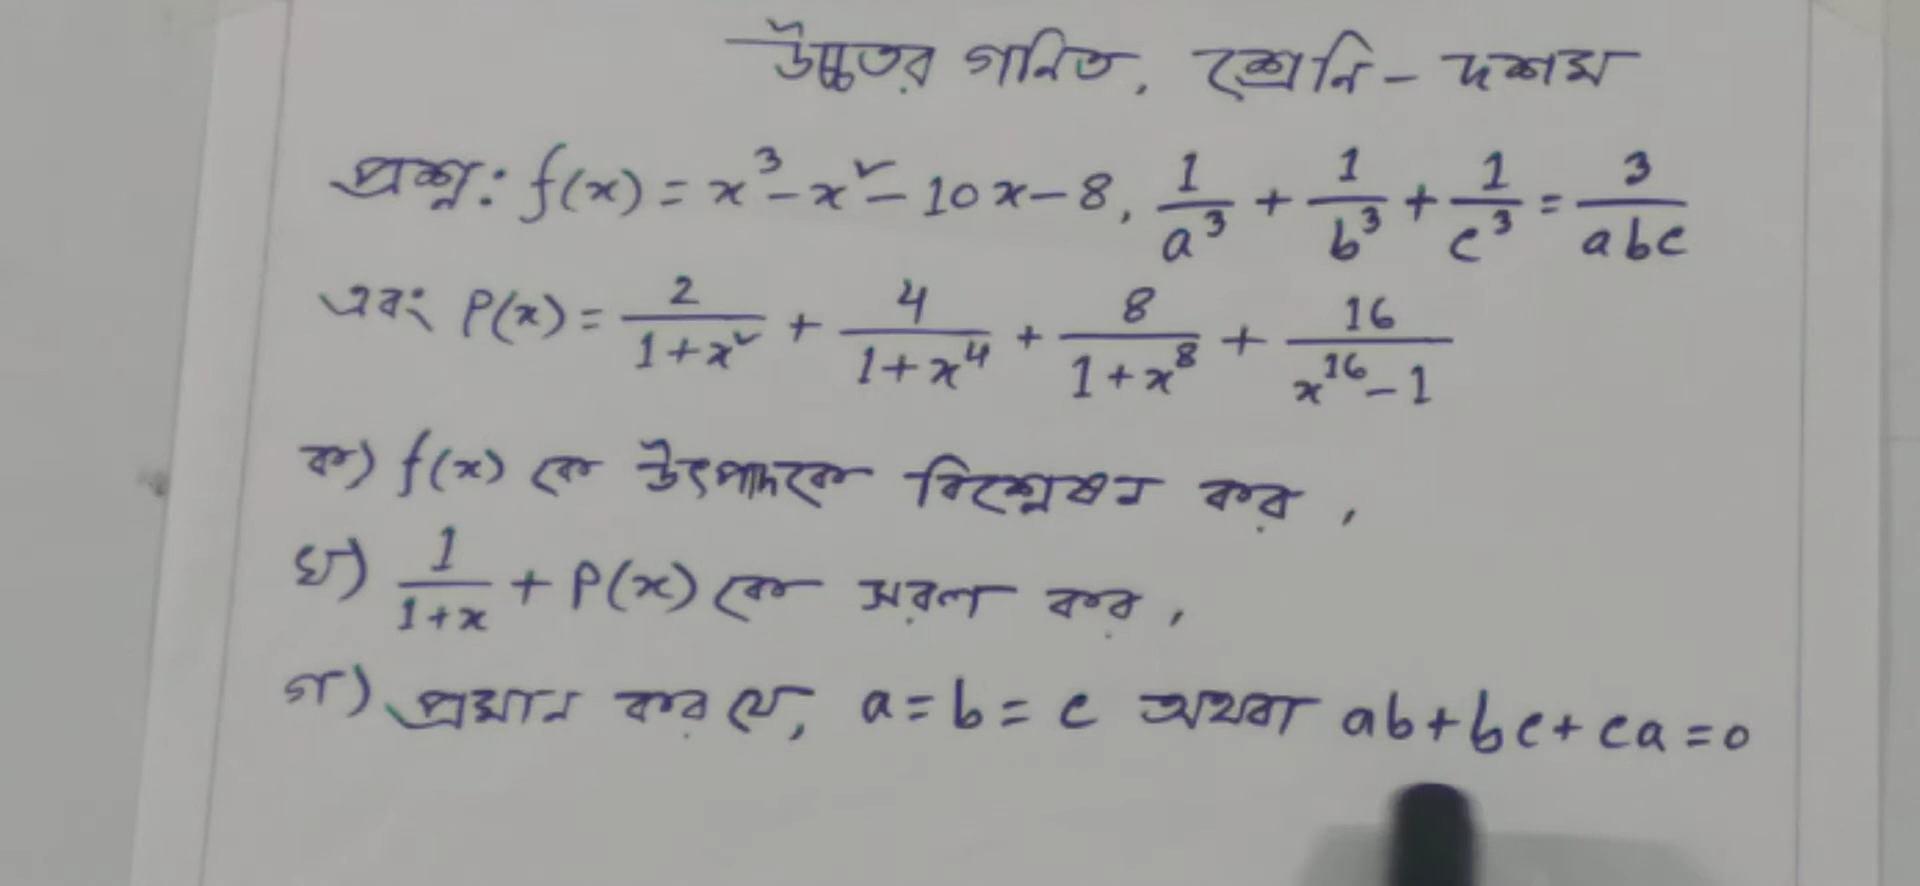 উচ্চতর গনিত, শ্রেনি - দশম
প্রশ্ন: f(x) = x³ - x² - 10x - 8, 1/a³ + 1/b³ + 1/c³ = 3/abc
এবং P(x) = 2/(1+x²) + 4/(1+x⁴) + 8/(1+x⁸) + 16/(x¹⁶ - 1)
ক) f(x) কে উৎপাদকে বিশ্লেষন কর,
খ) 1/(1+x) + P(x) কে সরল কর,
গ) প্রমান কর যে, a = b = c অথবা ab + bc + ca = 0